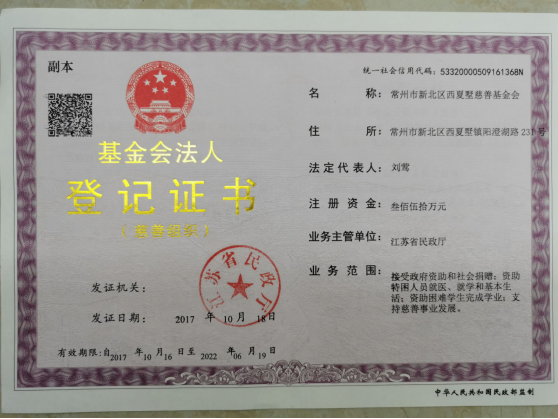 副本
统一社会信用代码：53320000509161368N
基金会法人
登记证书
（慈善组织）
名称：常州市新北区西夏墅慈善基金会
住所：常州市新北区西夏墅镇阳澄湖路231号
法定代表人：刘莺
注册资金：叁佰伍拾万元
业务主管单位：江苏省民政厅
业务范围：接受政府资助和社会捐赠；资助
特困人员就医、就学和基本生
活；资助困难学生完成学业；支
持慈善事业发展。
江苏省民政厅
发证机关：
发证日期：2017 年 10 月 18日
有效期限：自2017 年 10月16日至 2022 年 06月19日
中华人民共和国民政部监制